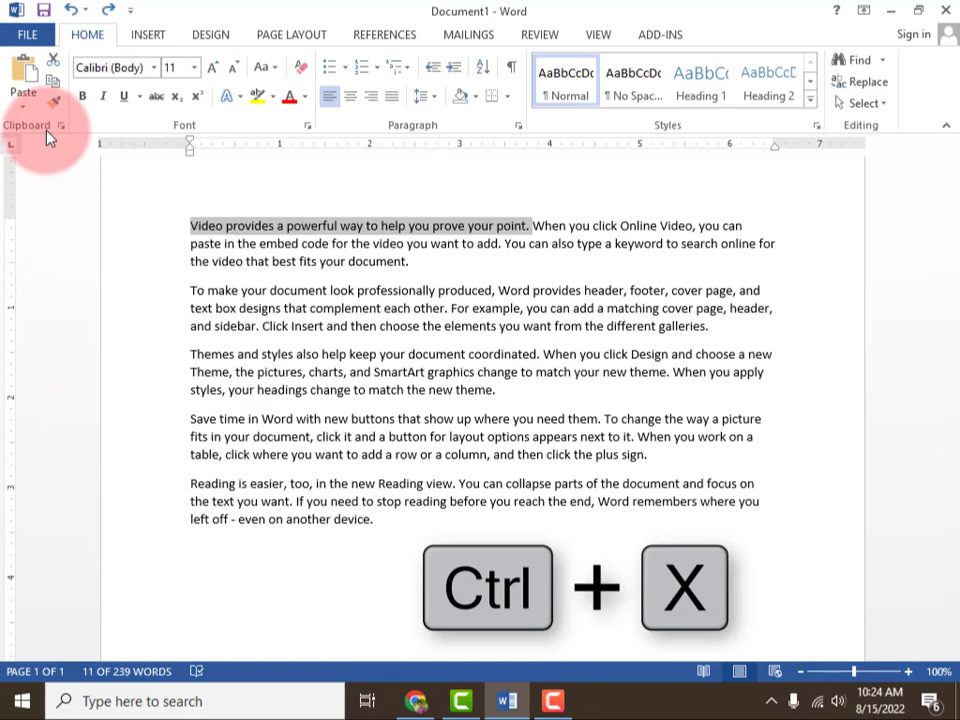 Document1 - Word
FILE HOME INSERT DESIGN PAGE LAYOUT REFERENCES MAILINGS REVIEW VIEW ADD-INS Sign in
Paste
Calibri (Body) 11
AaBbCcDc AaBbCcDc AaBbCc AaBbCcD
¶ Normal ¶ No Spac... Heading 1 Heading 2
Find
Replace
Select
Clipboard Font Paragraph Styles Editing
1 1 2 3 4 5 6 7
Video provides a powerful way to help you prove your point. When you click Online Video, you can
paste in the embed code for the video you want to add. You can also type a keyword to search online for
the video that best fits your document.
To make your document look professionally produced, Word provides header, footer, cover page, and
text box designs that complement each other. For example, you can add a matching cover page, header,
and sidebar. Click Insert and then choose the elements you want from the different galleries.
Themes and styles also help keep your document coordinated. When you click Design and choose a new
Theme, the pictures, charts, and SmartArt graphics change to match your new theme. When you apply
styles, your headings change to match the new theme.
Save time in Word with new buttons that show up where you need them. To change the way a picture
fits in your document, click it and a button for layout options appears next to it. When you work on a
table, click where you want to add a row or a column, and then click the plus sign.
Reading is easier, too, in the new Reading view. You can collapse parts of the document and focus on
the text you want. If you need to stop reading before you reach the end, Word remembers where you
left off - even on another device.
Ctrl + X
PAGE 1 OF 1 11 OF 239 WORDS 100%
Type here to search
10:24 AM
8/15/2022
6